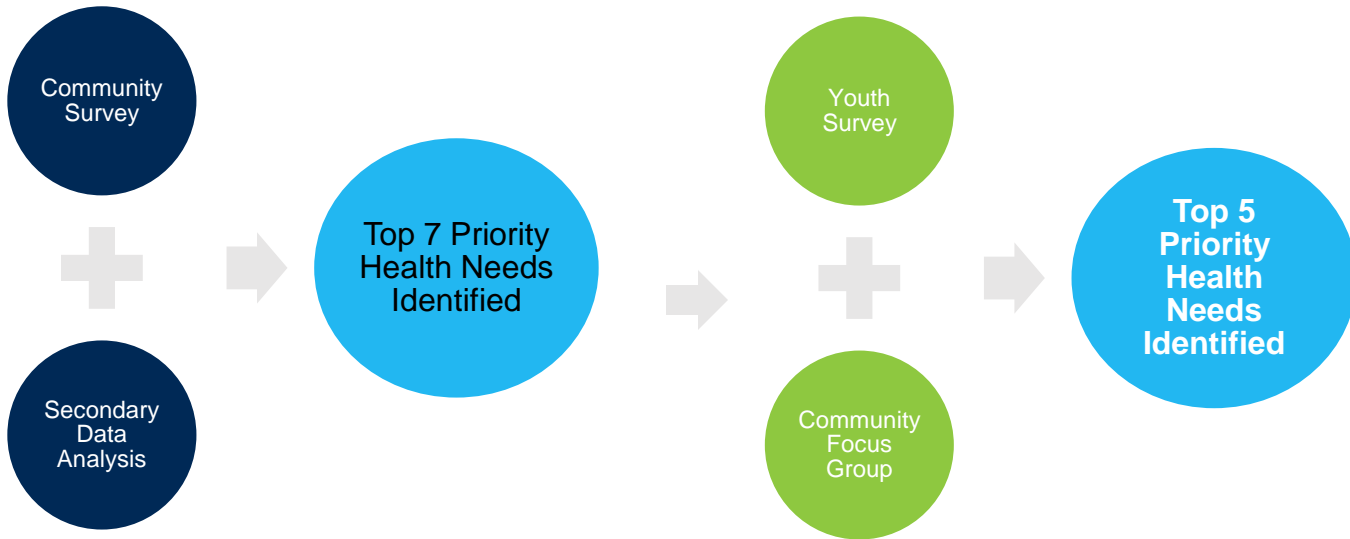 Community
Survey
Secondary
Data
Analysis
Top 7 Priority
Health Needs
Identified
Youth
Survey
Community
Focus
Group
Top 5
Priority
Health
Needs
Identified